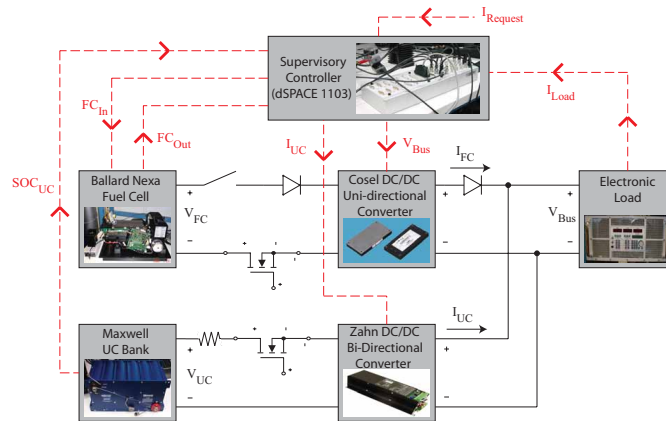 I_Request
Supervisory
Controller
(dSPACE 1103)
FC_In
FC_Out
I_UC
V_Bus
I_Load
SOC_UC
I_FC
Ballard Nexa
Fuel Cell
+
V_FC
−
+
-
+
Cosel DC/DC
Uni-directional
Converter
+
−
+
V_Bus
−
Electronic
Load
Maxwell
UC Bank
+
V_UC
−
+
-
+
Zahn DC/DC
Bi-Directional
Converter
I_UC
+
−